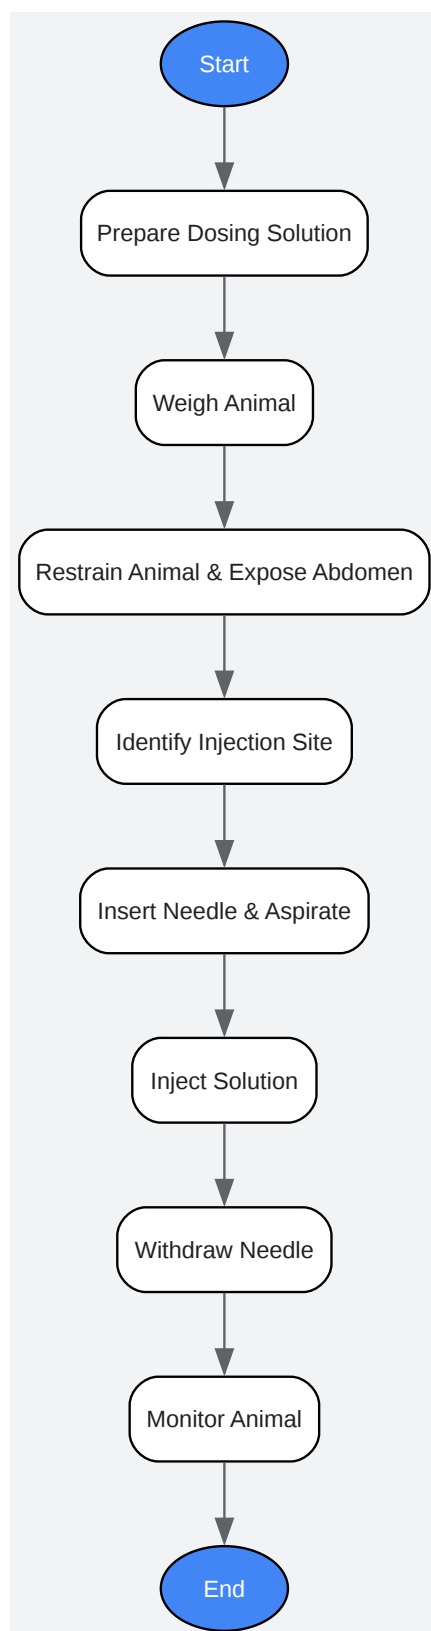 Start
Prepare Dosing Solution
Weigh Animal
Restrain Animal & Expose Abdomen
Identify Injection Site
Insert Needle & Aspirate
Inject Solution
Withdraw Needle
Monitor Animal
End